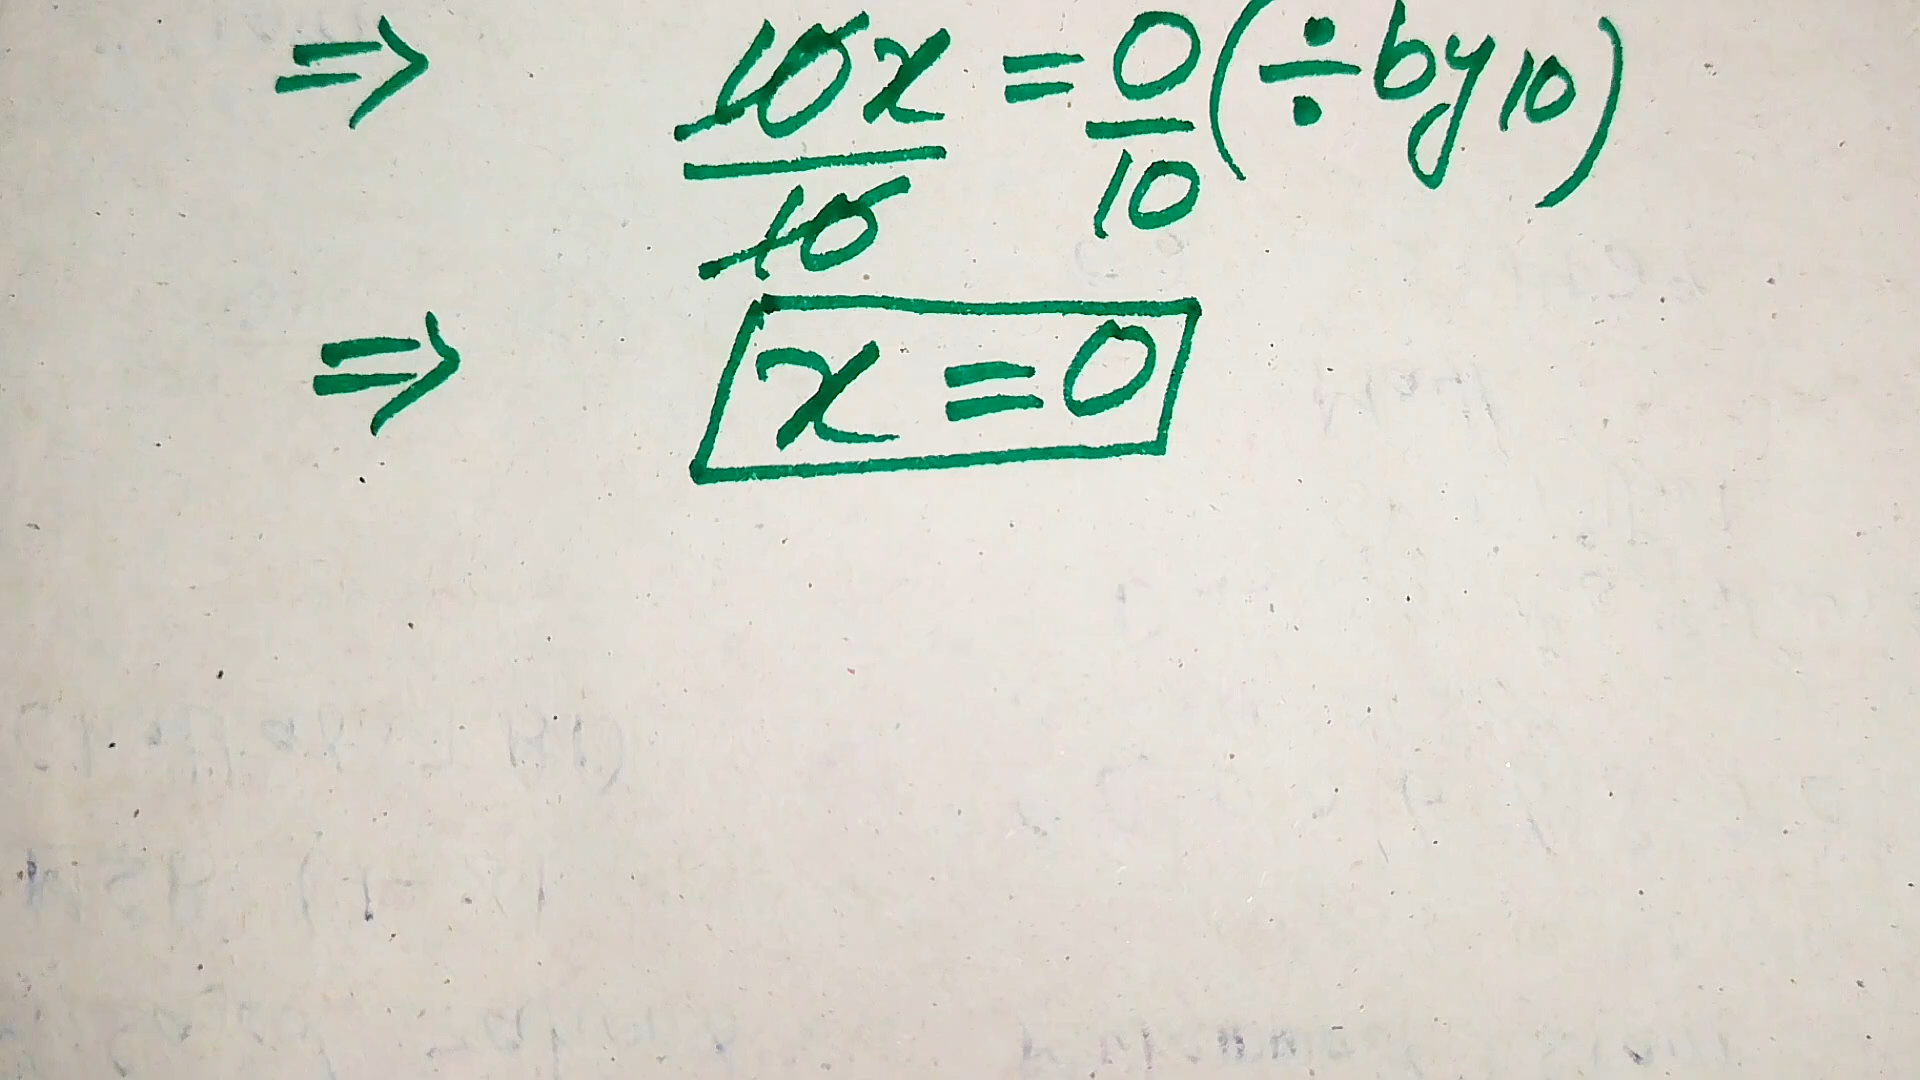 ⇒ 10x/10 = 0/10 (÷ by 10)
⇒ x = 0